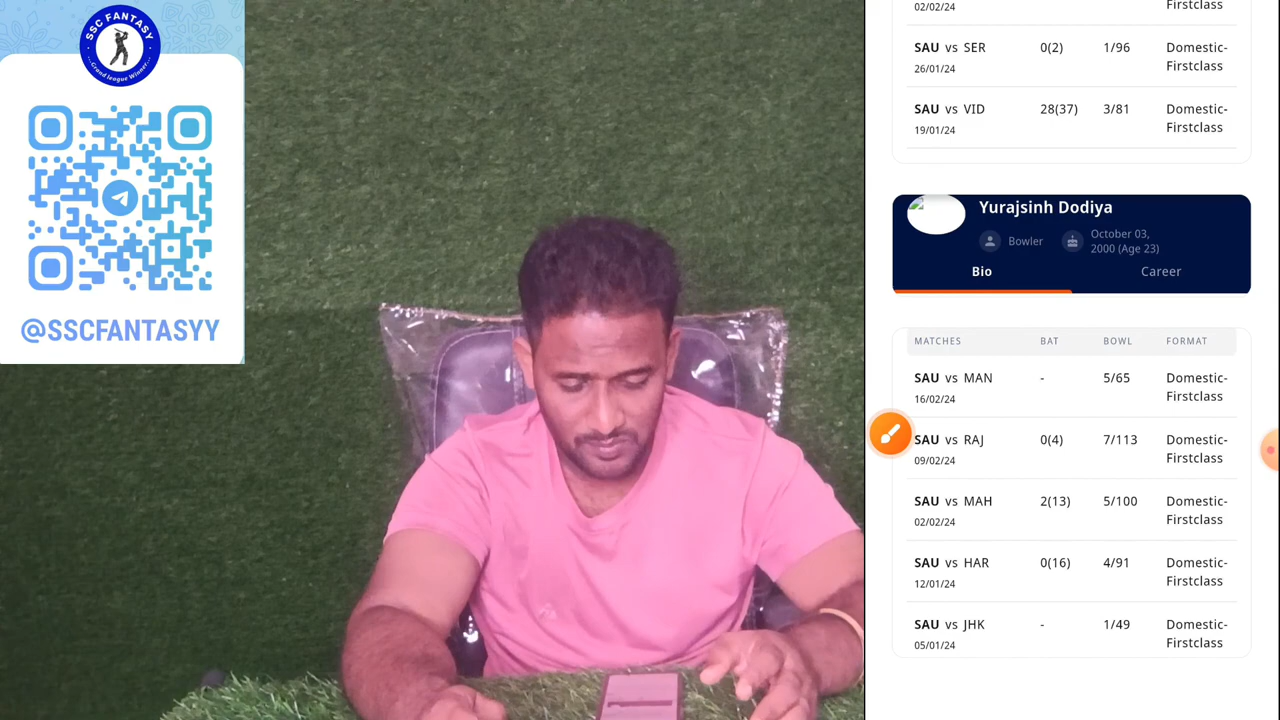 SSC FANTASY
...Grand league Winner...
@SSCFANTASYY
02/02/24
Firstclass
SAU vs SER 0(2) 1/96 Domestic-
26/01/24 Firstclass
SAU vs VID 28(37) 3/81 Domestic-
19/01/24 Firstclass
Yurajsinh Dodiya
Bowler October 03,
2000 (Age 23)
Bio Career
MATCHES BAT BOWL FORMAT
SAU vs MAN - 5/65 Domestic-
16/02/24 Firstclass
SAU vs RAJ 0(4) 7/113 Domestic-
09/02/24 Firstclass
SAU vs MAH 2(13) 5/100 Domestic-
02/02/24 Firstclass
SAU vs HAR 0(16) 4/91 Domestic-
12/01/24 Firstclass
SAU vs JHK - 1/49 Domestic-
05/01/24 Firstclass